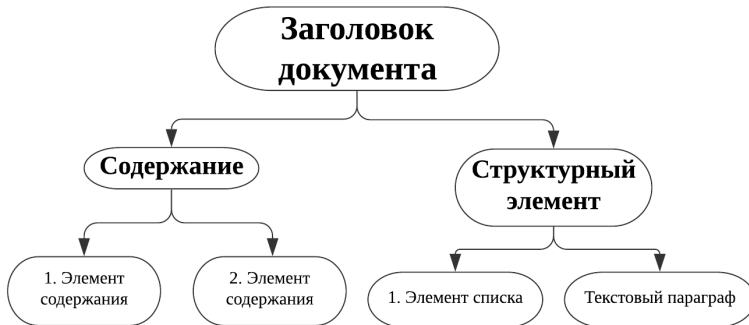 Заголовок
документа
Содержание
Структурный
элемент
1. Элемент
содержания
2. Элемент
содержания
1. Элемент списка
Текстовый параграф